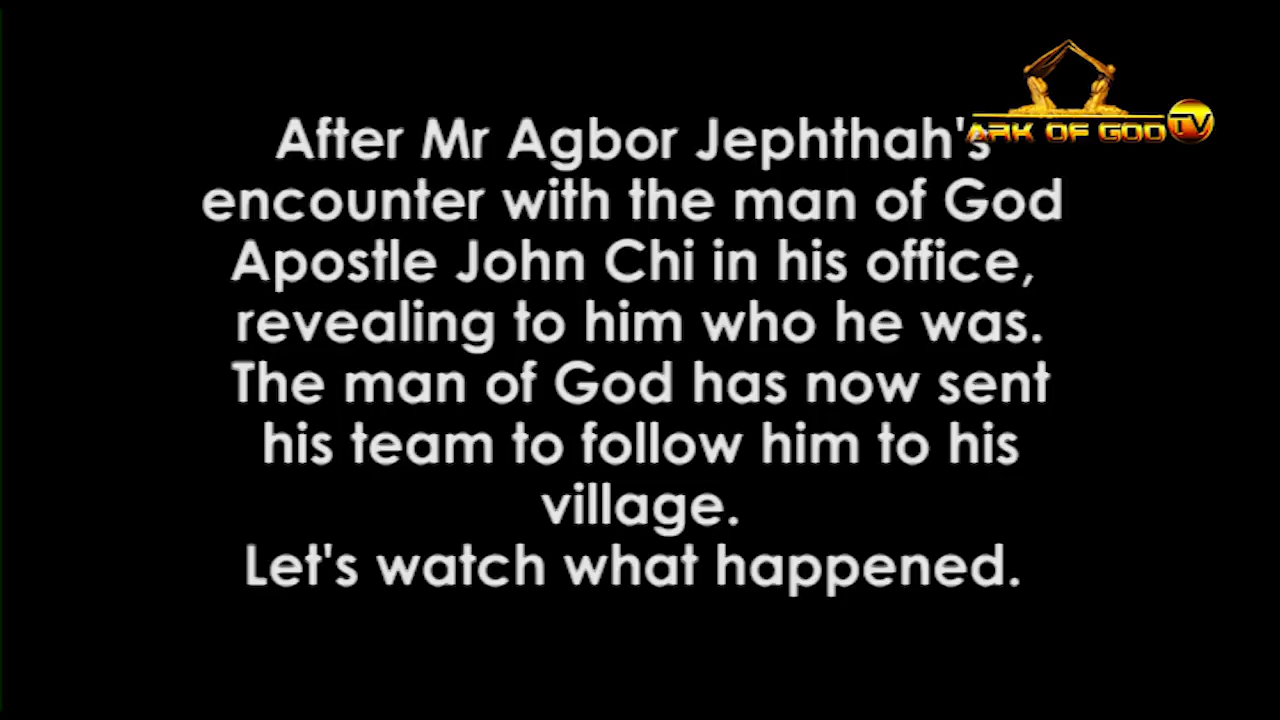 After Mr Agbor Jephthah's
encounter with the man of God
Apostle John Chi in his office,
revealing to him who he was.
The man of God has now sent
his team to follow him to his
village.
Let's watch what happened.
ARK OF GOD TV